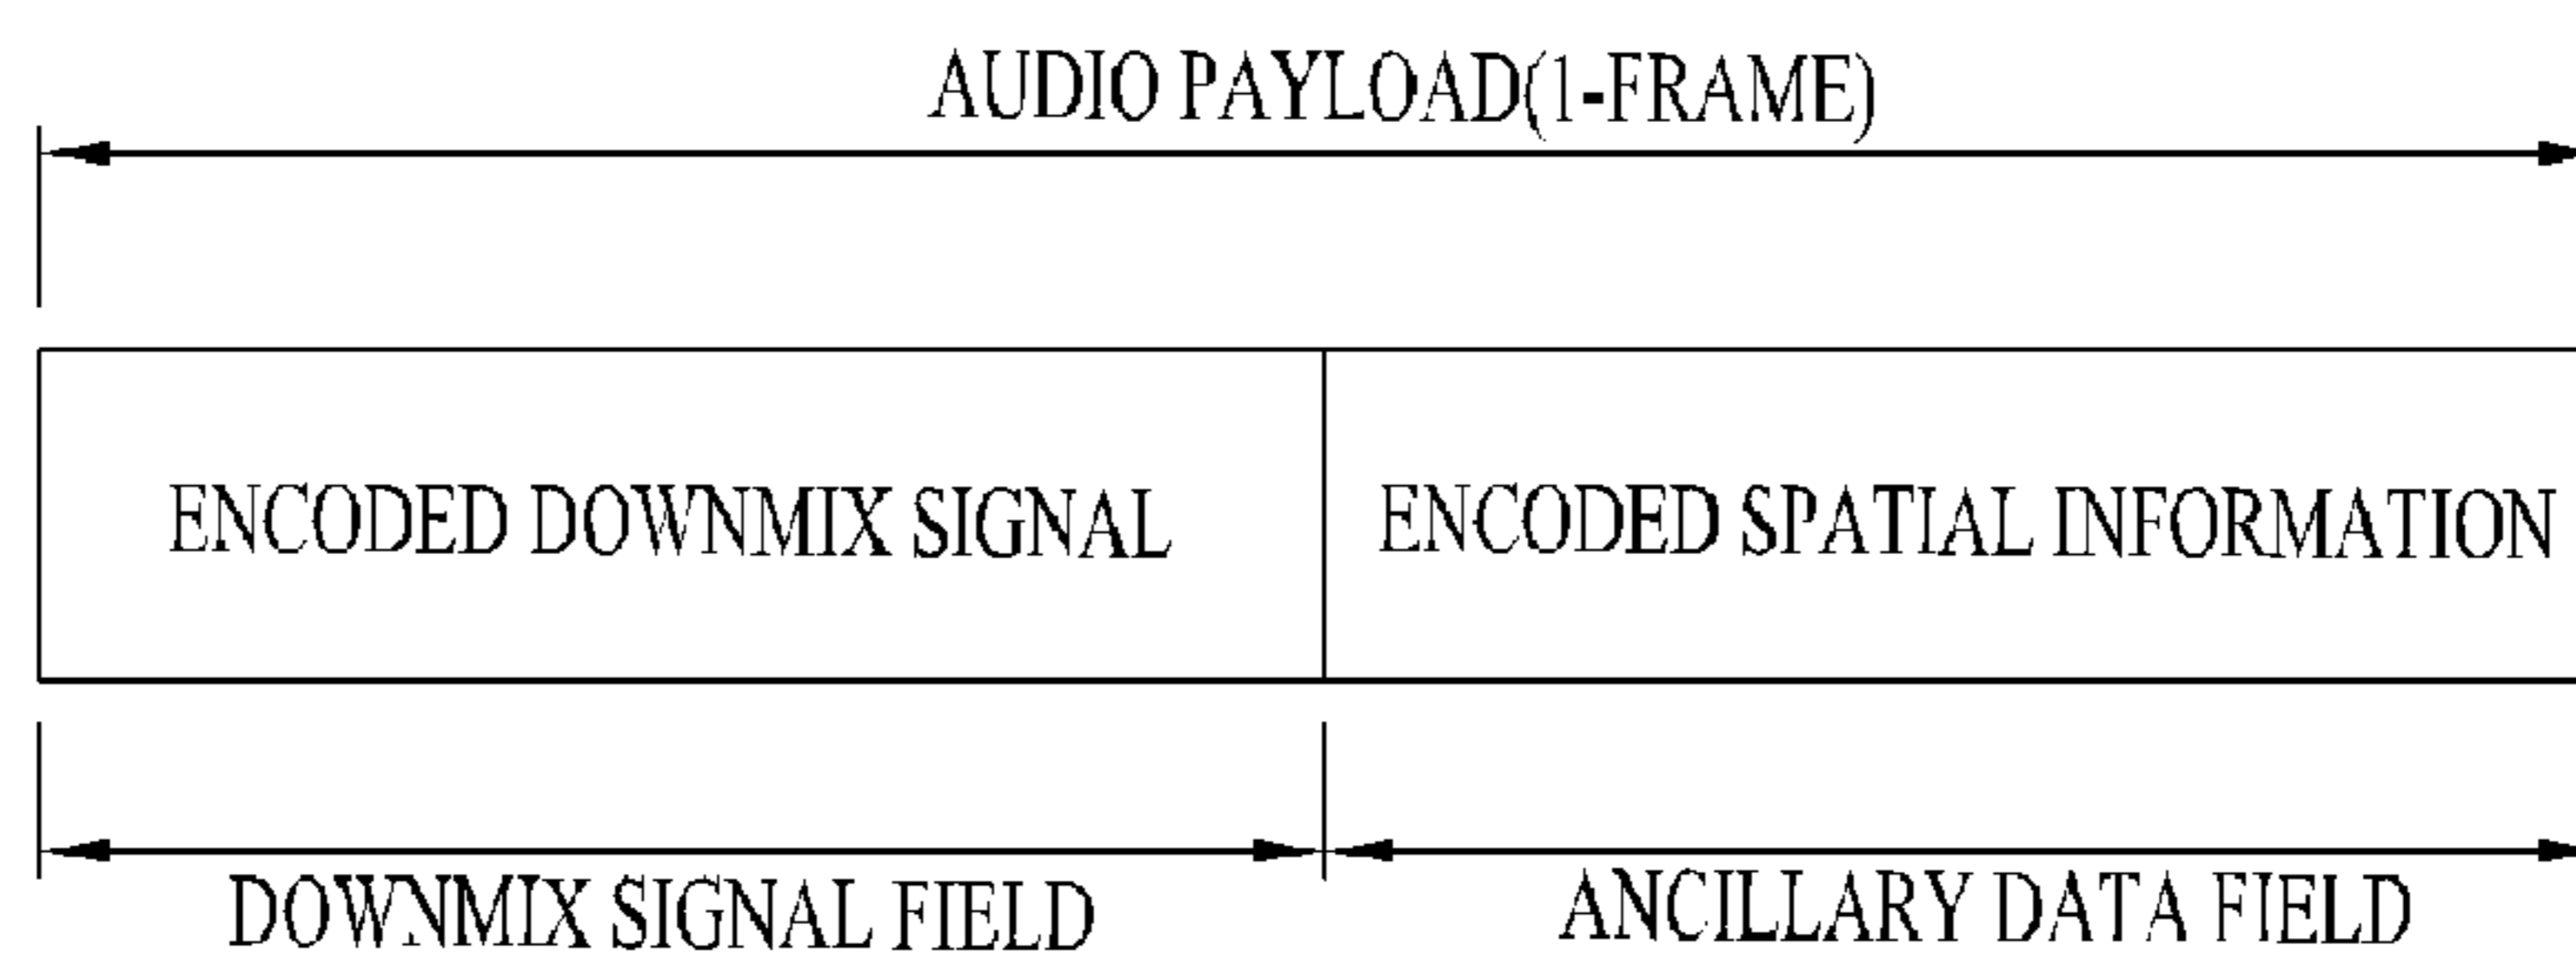 AUDIO PAYLOAD(1-FRAME)
ENCODED DOWNMIX SIGNAL
ENCODED SPATIAL INFORMATION
DOWNMIX SIGNAL FIELD
ANCILLARY DATA FIELD